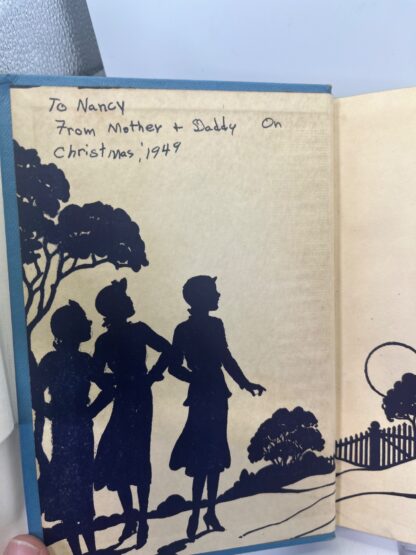 To Nancy
From Mother + Daddy On
Christmas, 1949